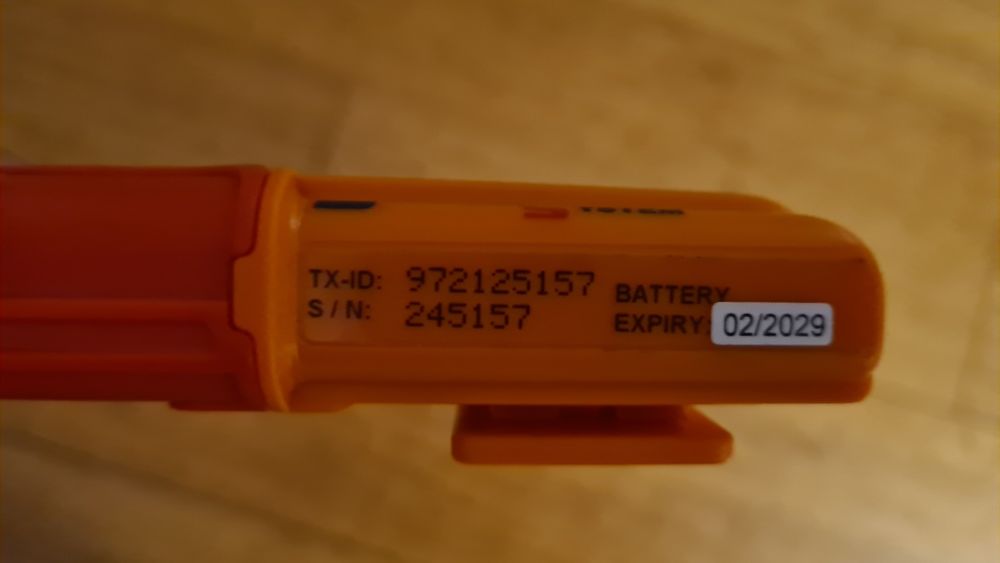 TX-ID: 972125157
S / N: 245157
BATTERY
EXPIRY: 02/2029